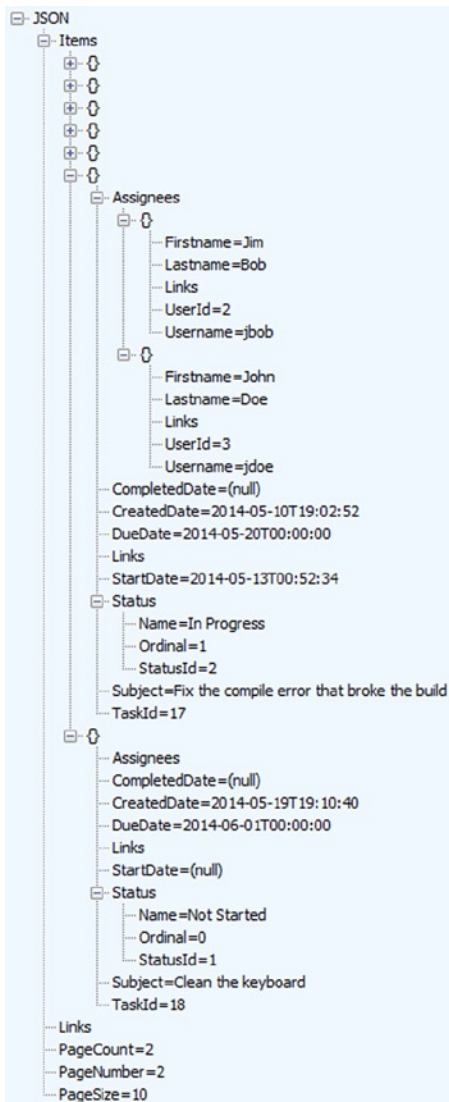 JSON
Items
{}
{}
{}
{}
{}
{}
Assignees
{}
Firstname=Jim
Lastname=Bob
Links
UserId=2
Username=jbob
{}
Firstname=John
Lastname=Doe
Links
UserId=3
Username=jdoe
CompletedDate=(null)
CreatedDate=2014-05-10T19:02:52
DueDate=2014-05-20T00:00:00
Links
StartDate=2014-05-13T00:52:34
Status
Name=In Progress
Ordinal=1
StatusId=2
Subject=Fix the compile error that broke the build
TaskId=17
{}
Assignees
CompletedDate=(null)
CreatedDate=2014-05-19T19:10:40
DueDate=2014-06-01T00:00:00
Links
StartDate=(null)
Status
Name=Not Started
Ordinal=0
StatusId=1
Subject=Clean the keyboard
TaskId=18
Links
PageCount=2
PageNumber=2
PageSize=10